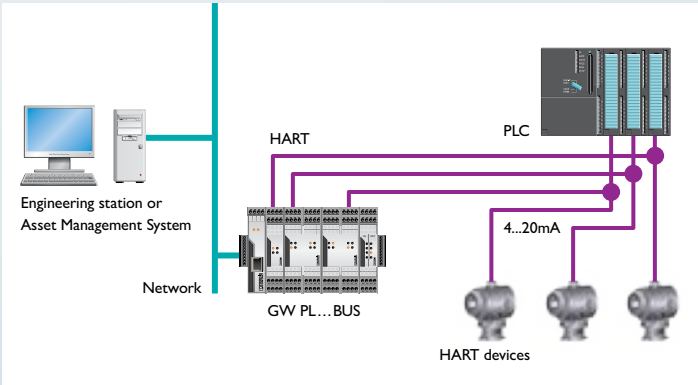 HART
PLC
Engineering station or
Asset Management System
4...20mA
Network
GW PL...BUS
HART devices